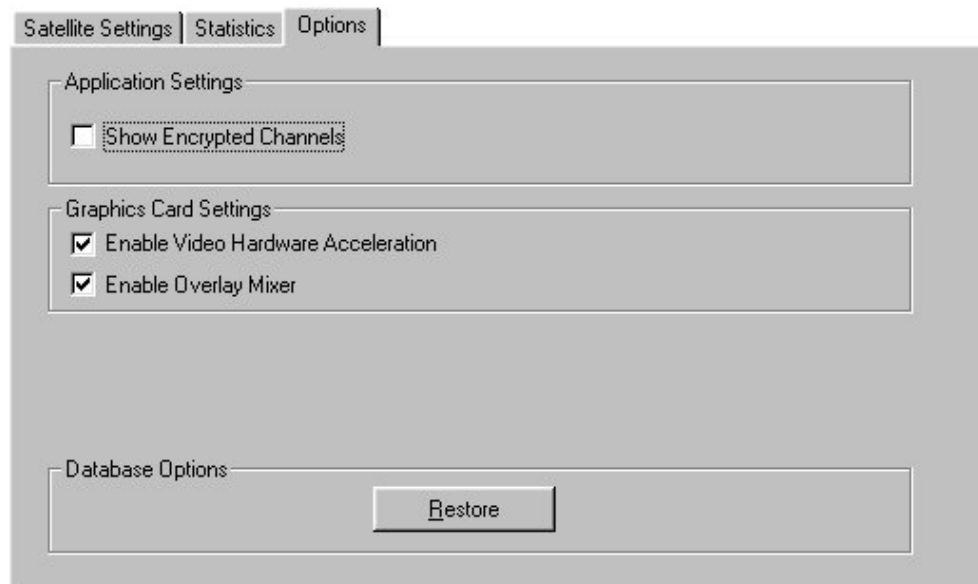 Satellite Settings Statistics Options
Application Settings
Show Encrypted Channels
Graphics Card Settings
Enable Video Hardware Acceleration
Enable Overlay Mixer
Database Options
Restore